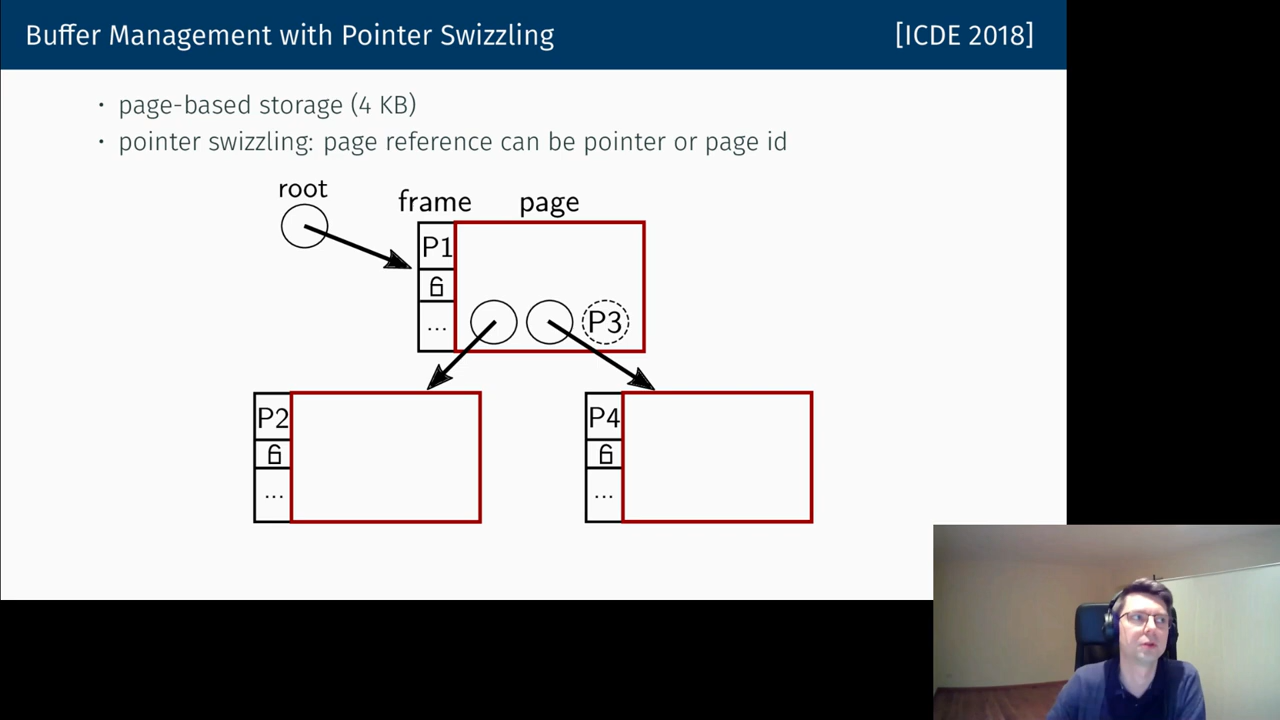 Buffer Management with Pointer Swizzling [ICDE 2018]
• page-based storage (4 KB)
• pointer swizzling: page reference can be pointer or page id
root
frame page
P1
...
P3
P2
...
P4
...